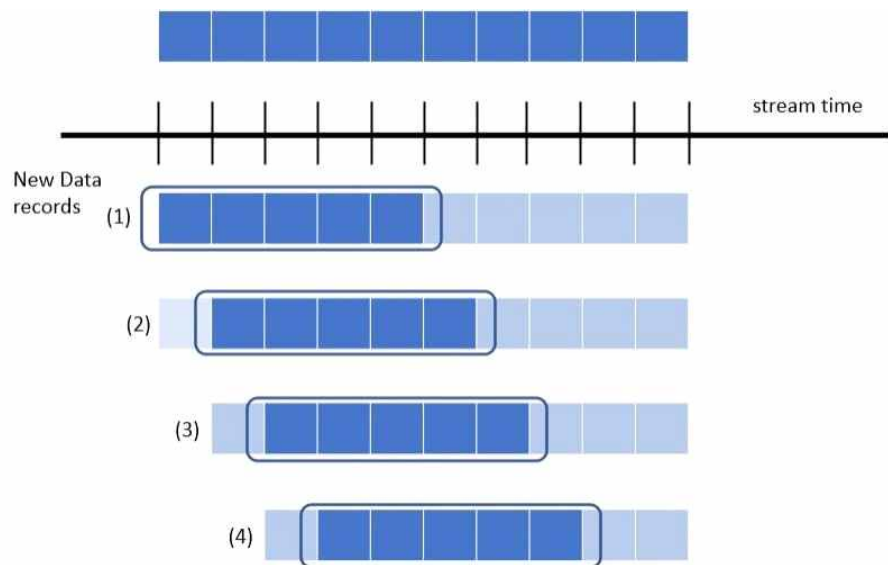 stream time
New Data
records
(1)
(2)
(3)
(4)